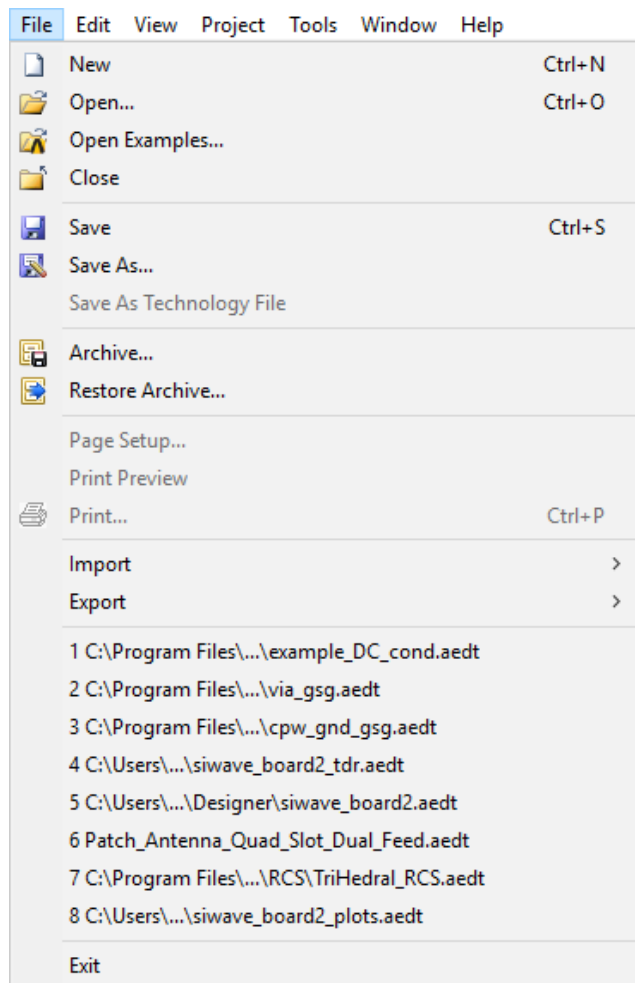 File Edit View Project Tools Window Help
New Ctrl+N
Open... Ctrl+O
Open Examples...
Close
Save Ctrl+S
Save As...
Save As Technology File
Archive...
Restore Archive...
Page Setup...
Print Preview
Print... Ctrl+P
Import >
Export >
1 C:\Program Files\...\example_DC_cond.aedt
2 C:\Program Files\...\via_gsg.aedt
3 C:\Program Files\...\cpw_gnd_gsg.aedt
4 C:\Users\...\siwave_board2_tdr.aedt
5 C:\Users\...\Designer\siwave_board2.aedt
6 Patch_Antenna_Quad_Slot_Dual_Feed.aedt
7 C:\Program Files\...\RCS\TriHedral_RCS.aedt
8 C:\Users\...\siwave_board2_plots.aedt
Exit